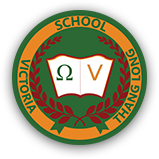 VICTORIA SCHOOL THANG LONG
Ω V